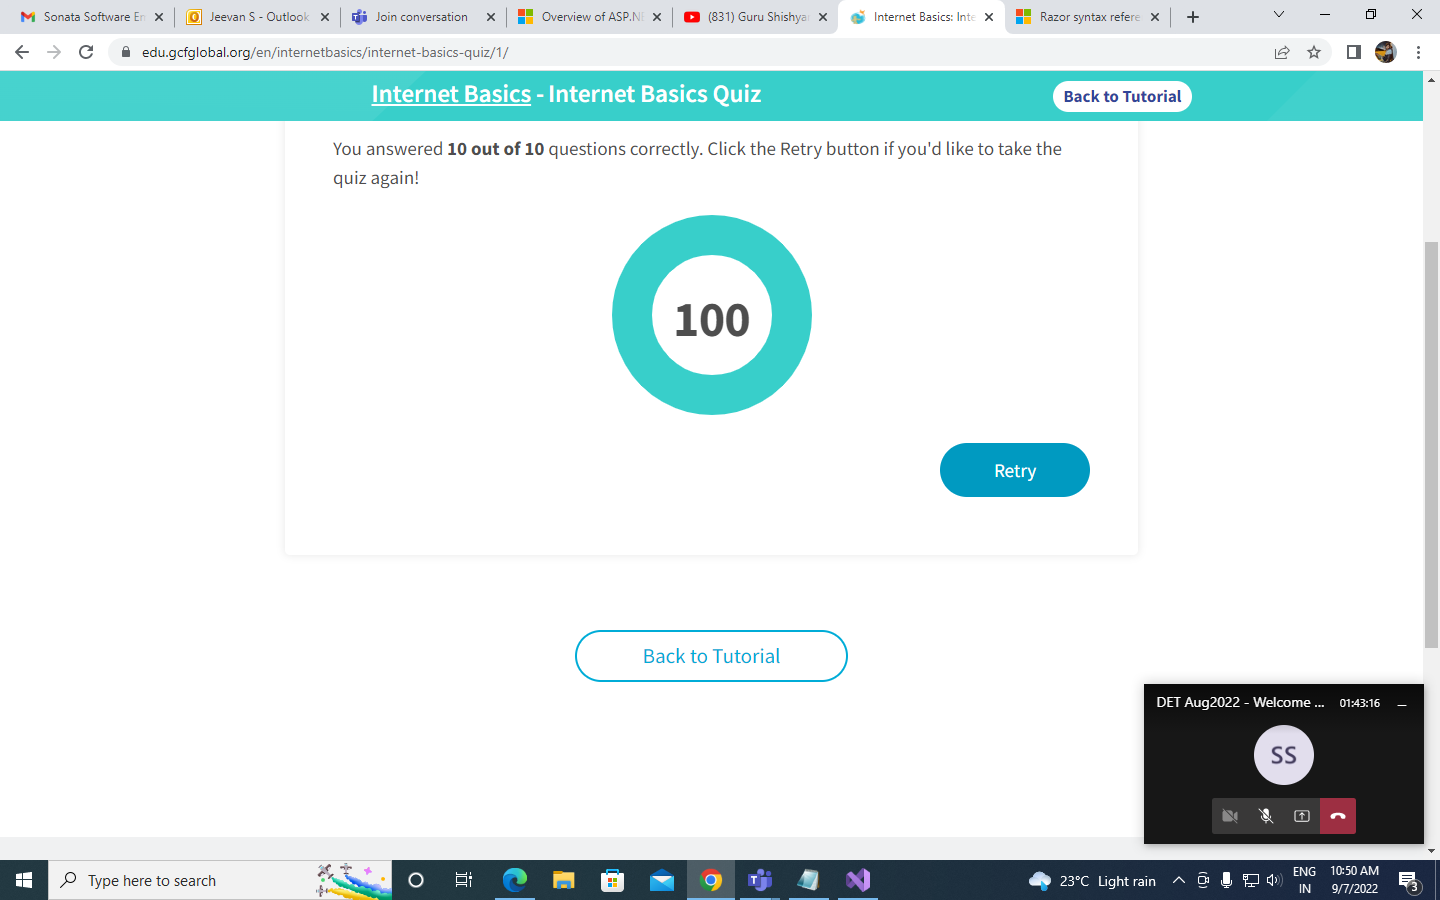 Sonata Software En
Jeevan S - Outlook
Join conversation
Overview of ASP.NE
(831) Guru Shishya
Internet Basics: Inte
Razor syntax refere
edu.gcfglobal.org/en/internetbasics/internet-basics-quiz/1/
Internet Basics - Internet Basics Quiz
Back to Tutorial
You answered 10 out of 10 questions correctly. Click the Retry button if you'd like to take the
quiz again!
100
Retry
Back to Tutorial
DET Aug2022 - Welcome ...
01:43:16
SS
Type here to search
23°C Light rain
ENG
IN
10:50 AM
9/7/2022
3